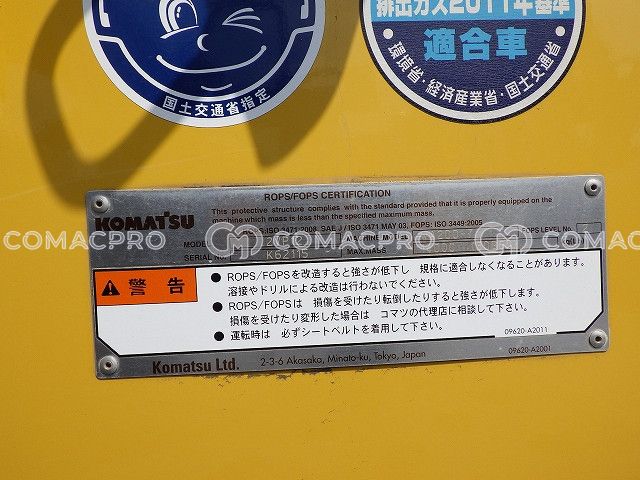 国土交通省指定
排出ガス2011年基準
適合車
・環境省・経済産業省・国土交通省
ROPS/FOPS CERTIFICATION
This protective structure complies with the standard provided that it is properly equipped on the
machine which mass is less than the specified maximum mass.
KOMATSU
ISO 3471-2008, SAE J/ISO 3471 MAY 03, FOPS: ISO 3449:2005
MODEL
MACHINE MODEL
FOPS LEVEL No.
SERIAL No.
K62115
MAX.MASS
COMACPRO COMACPRO COMACPRO
警告
● ROPS/FOPSを改造すると強さが低下し 規格に適合しなくなることがあります。
溶接やドリルによる改造は行わないでください。
● ROPS/FOPSは 損傷を受けたり転倒したりすると強さが低下します。
損傷を受けたり変形した場合は コマツの代理店に相談して下さい。
● 運転時は 必ずシートベルトを着用して下さい。
09620-A2011
Komatsu Ltd.
2-3-6 Akasaka, Minato-ku, Tokyo, Japan
09620-A2001